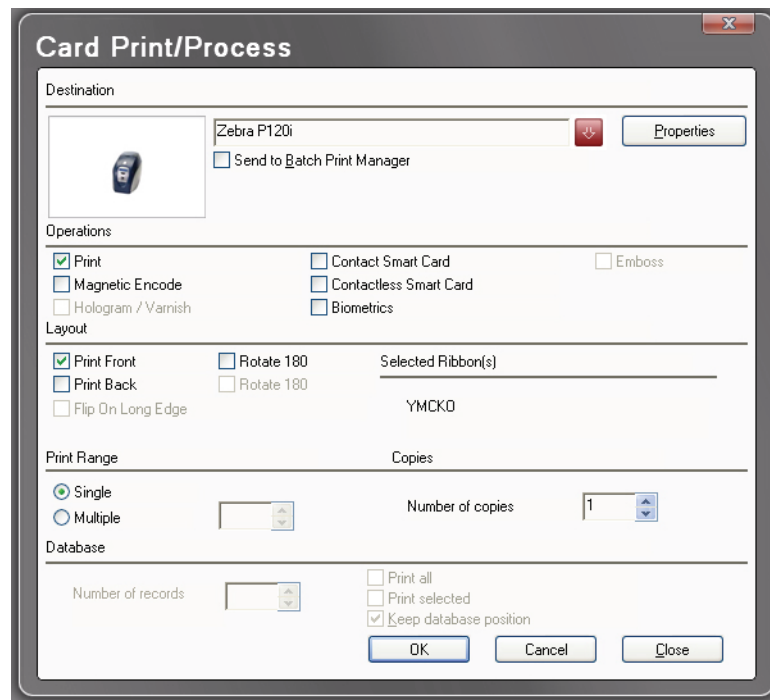 Card Print/Process
Destination
Zebra P120i
Properties
Send to Batch Print Manager
Operations
Print
Contact Smart Card
Emboss
Magnetic Encode
Contactless Smart Card
Hologram / Varnish
Biometrics
Layout
Print Front
Rotate 180
Selected Ribbon(s)
Print Back
Rotate 180
YMCKO
Flip On Long Edge
Print Range
Copies
Single
Number of copies
1
Multiple
Database
Number of records
Print all
Print selected
Keep database position
OK
Cancel
Close